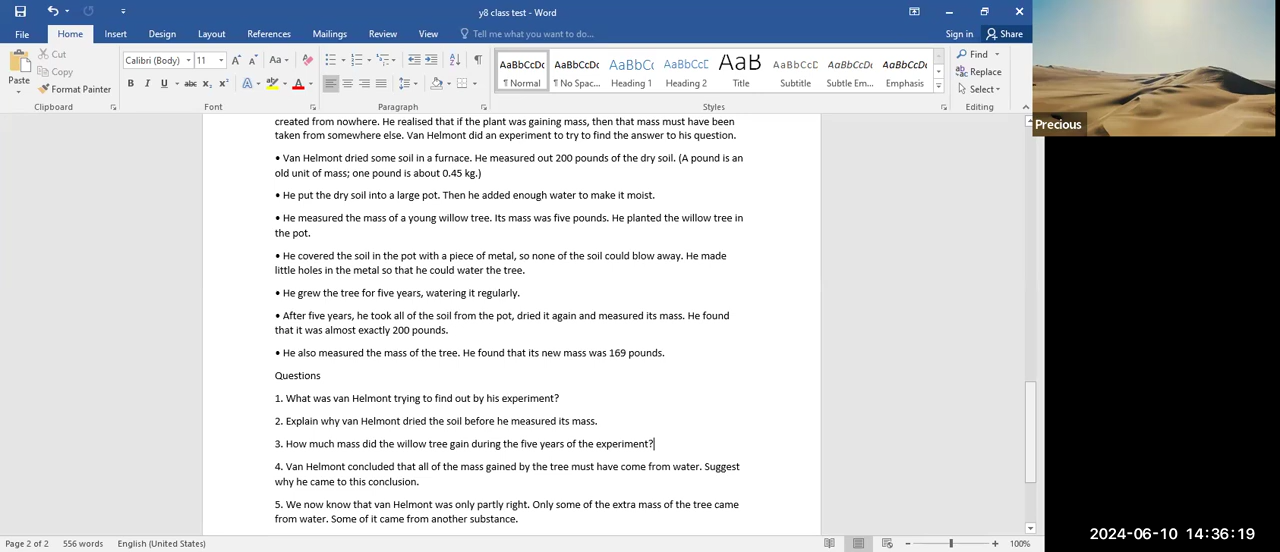 y8 class test - Word
File Home Insert Design Layout References Mailings Review View Tell me what you want to do... Sign in Share
Cut
Copy
Format Painter
Paste
Clipboard
Calibri (Body) 11
B I U
Font
Paragraph
AaBbCcDc AaBbCcDc AaBbCc AaBbCcE AaB AaBbCcD AaBbCcDc AaBbCcDc
¶ Normal ¶ No Spac... Heading 1 Heading 2 Title Subtitle Subtle Em... Emphasis
Styles
Find
Replace
Select
Editing
Precious
created from nowhere. He realised that if the plant was gaining mass, then that mass must have been
taken from somewhere else. Van Helmont did an experiment to try to find the answer to his question.
• Van Helmont dried some soil in a furnace. He measured out 200 pounds of the dry soil. (A pound is an
old unit of mass; one pound is about 0.45 kg.)
• He put the dry soil into a large pot. Then he added enough water to make it moist.
• He measured the mass of a young willow tree. Its mass was five pounds. He planted the willow tree in
the pot.
• He covered the soil in the pot with a piece of metal, so none of the soil could blow away. He made
little holes in the metal so that he could water the tree.
• He grew the tree for five years, watering it regularly.
• After five years, he took all of the soil from the pot, dried it again and measured its mass. He found
that it was almost exactly 200 pounds.
• He also measured the mass of the tree. He found that its new mass was 169 pounds.
Questions
1. What was van Helmont trying to find out by his experiment?
2. Explain why van Helmont dried the soil before he measured its mass.
3. How much mass did the willow tree gain during the five years of the experiment?
4. Van Helmont concluded that all of the mass gained by the tree must have come from water. Suggest
why he came to this conclusion.
5. We now know that van Helmont was only partly right. Only some of the extra mass of the tree came
from water. Some of it came from another substance.
Page 2 of 2 556 words English (United States) 100%
2024-06-10 14:36:19